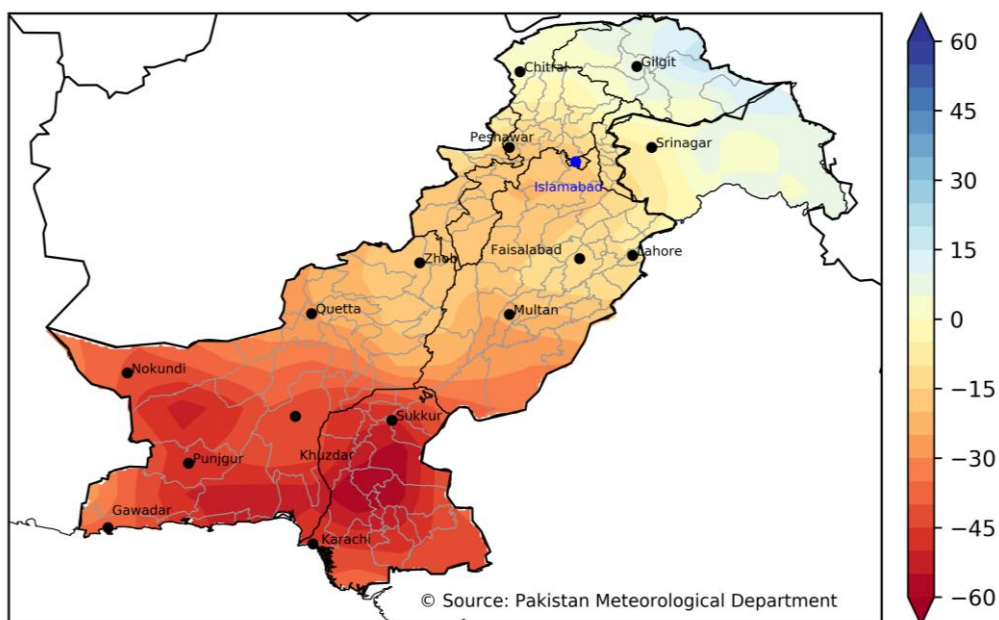 Chitral
Gilgit
Peshawar
Srinagar
Islamabad
Faisalabad
Lahore
Zhob
Quetta
Multan
Nokundi
Sukkur
Khuzdar
Punjgur
Gawadar
Karachi
© Source: Pakistan Meteorological Department
60
45
30
15
0
−15
−30
−45
−60